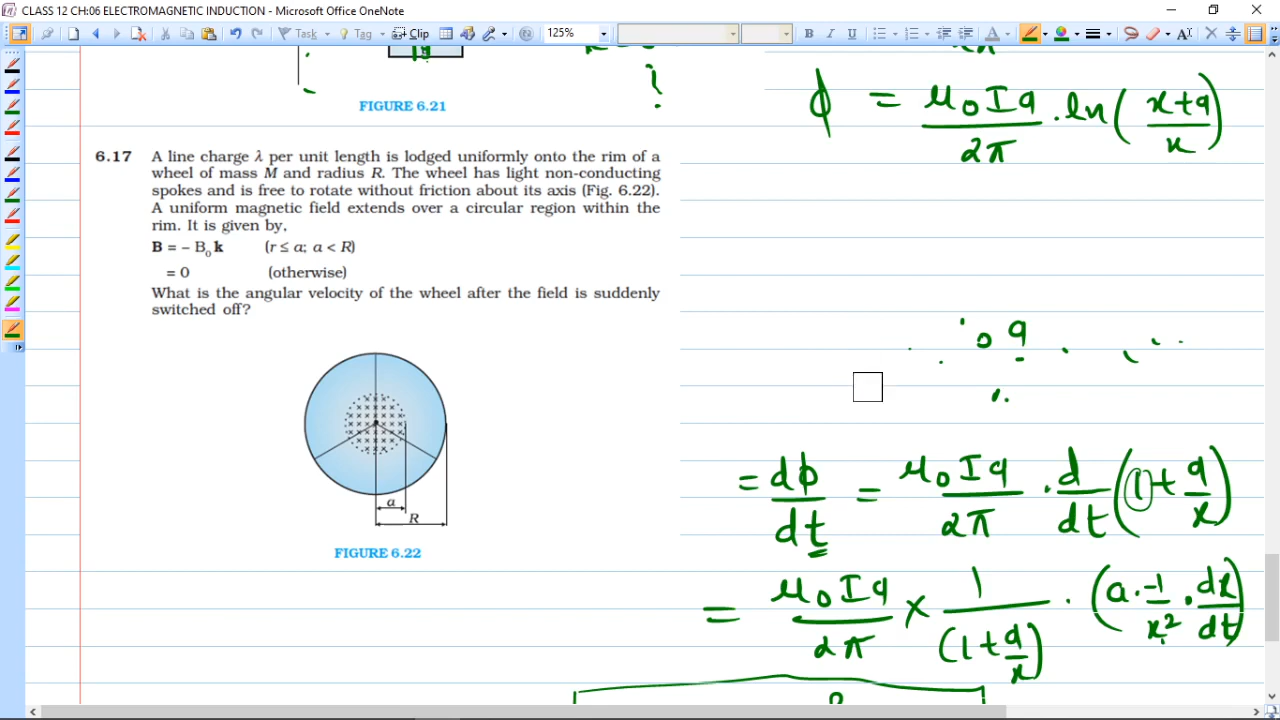 CLASS 12 CH:06 ELECTROMAGNETIC INDUCTION - Microsoft Office OneNote
Task
Tag
Clip
125%
B I U
FIGURE 6.21
ϕ = μ₀Ia/2π . ln((x+a)/x)
6.17 A line charge λ per unit length is lodged uniformly onto the rim of a
wheel of mass M and radius R. The wheel has light non-conducting
spokes and is free to rotate without friction about its axis (Fig. 6.22).
A uniform magnetic field extends over a circular region within the
rim. It is given by,
B = – B₀ k (r ≤ a; a < R)
= 0 (otherwise)
What is the angular velocity of the wheel after the field is suddenly
switched off?
a
R
FIGURE 6.22
= dϕ/dt = μ₀Ia/2π . d/dt (1 + a/x)
= μ₀Ia/2π × 1/(1 + a/x) . (a . -1/x² . dx/dt)